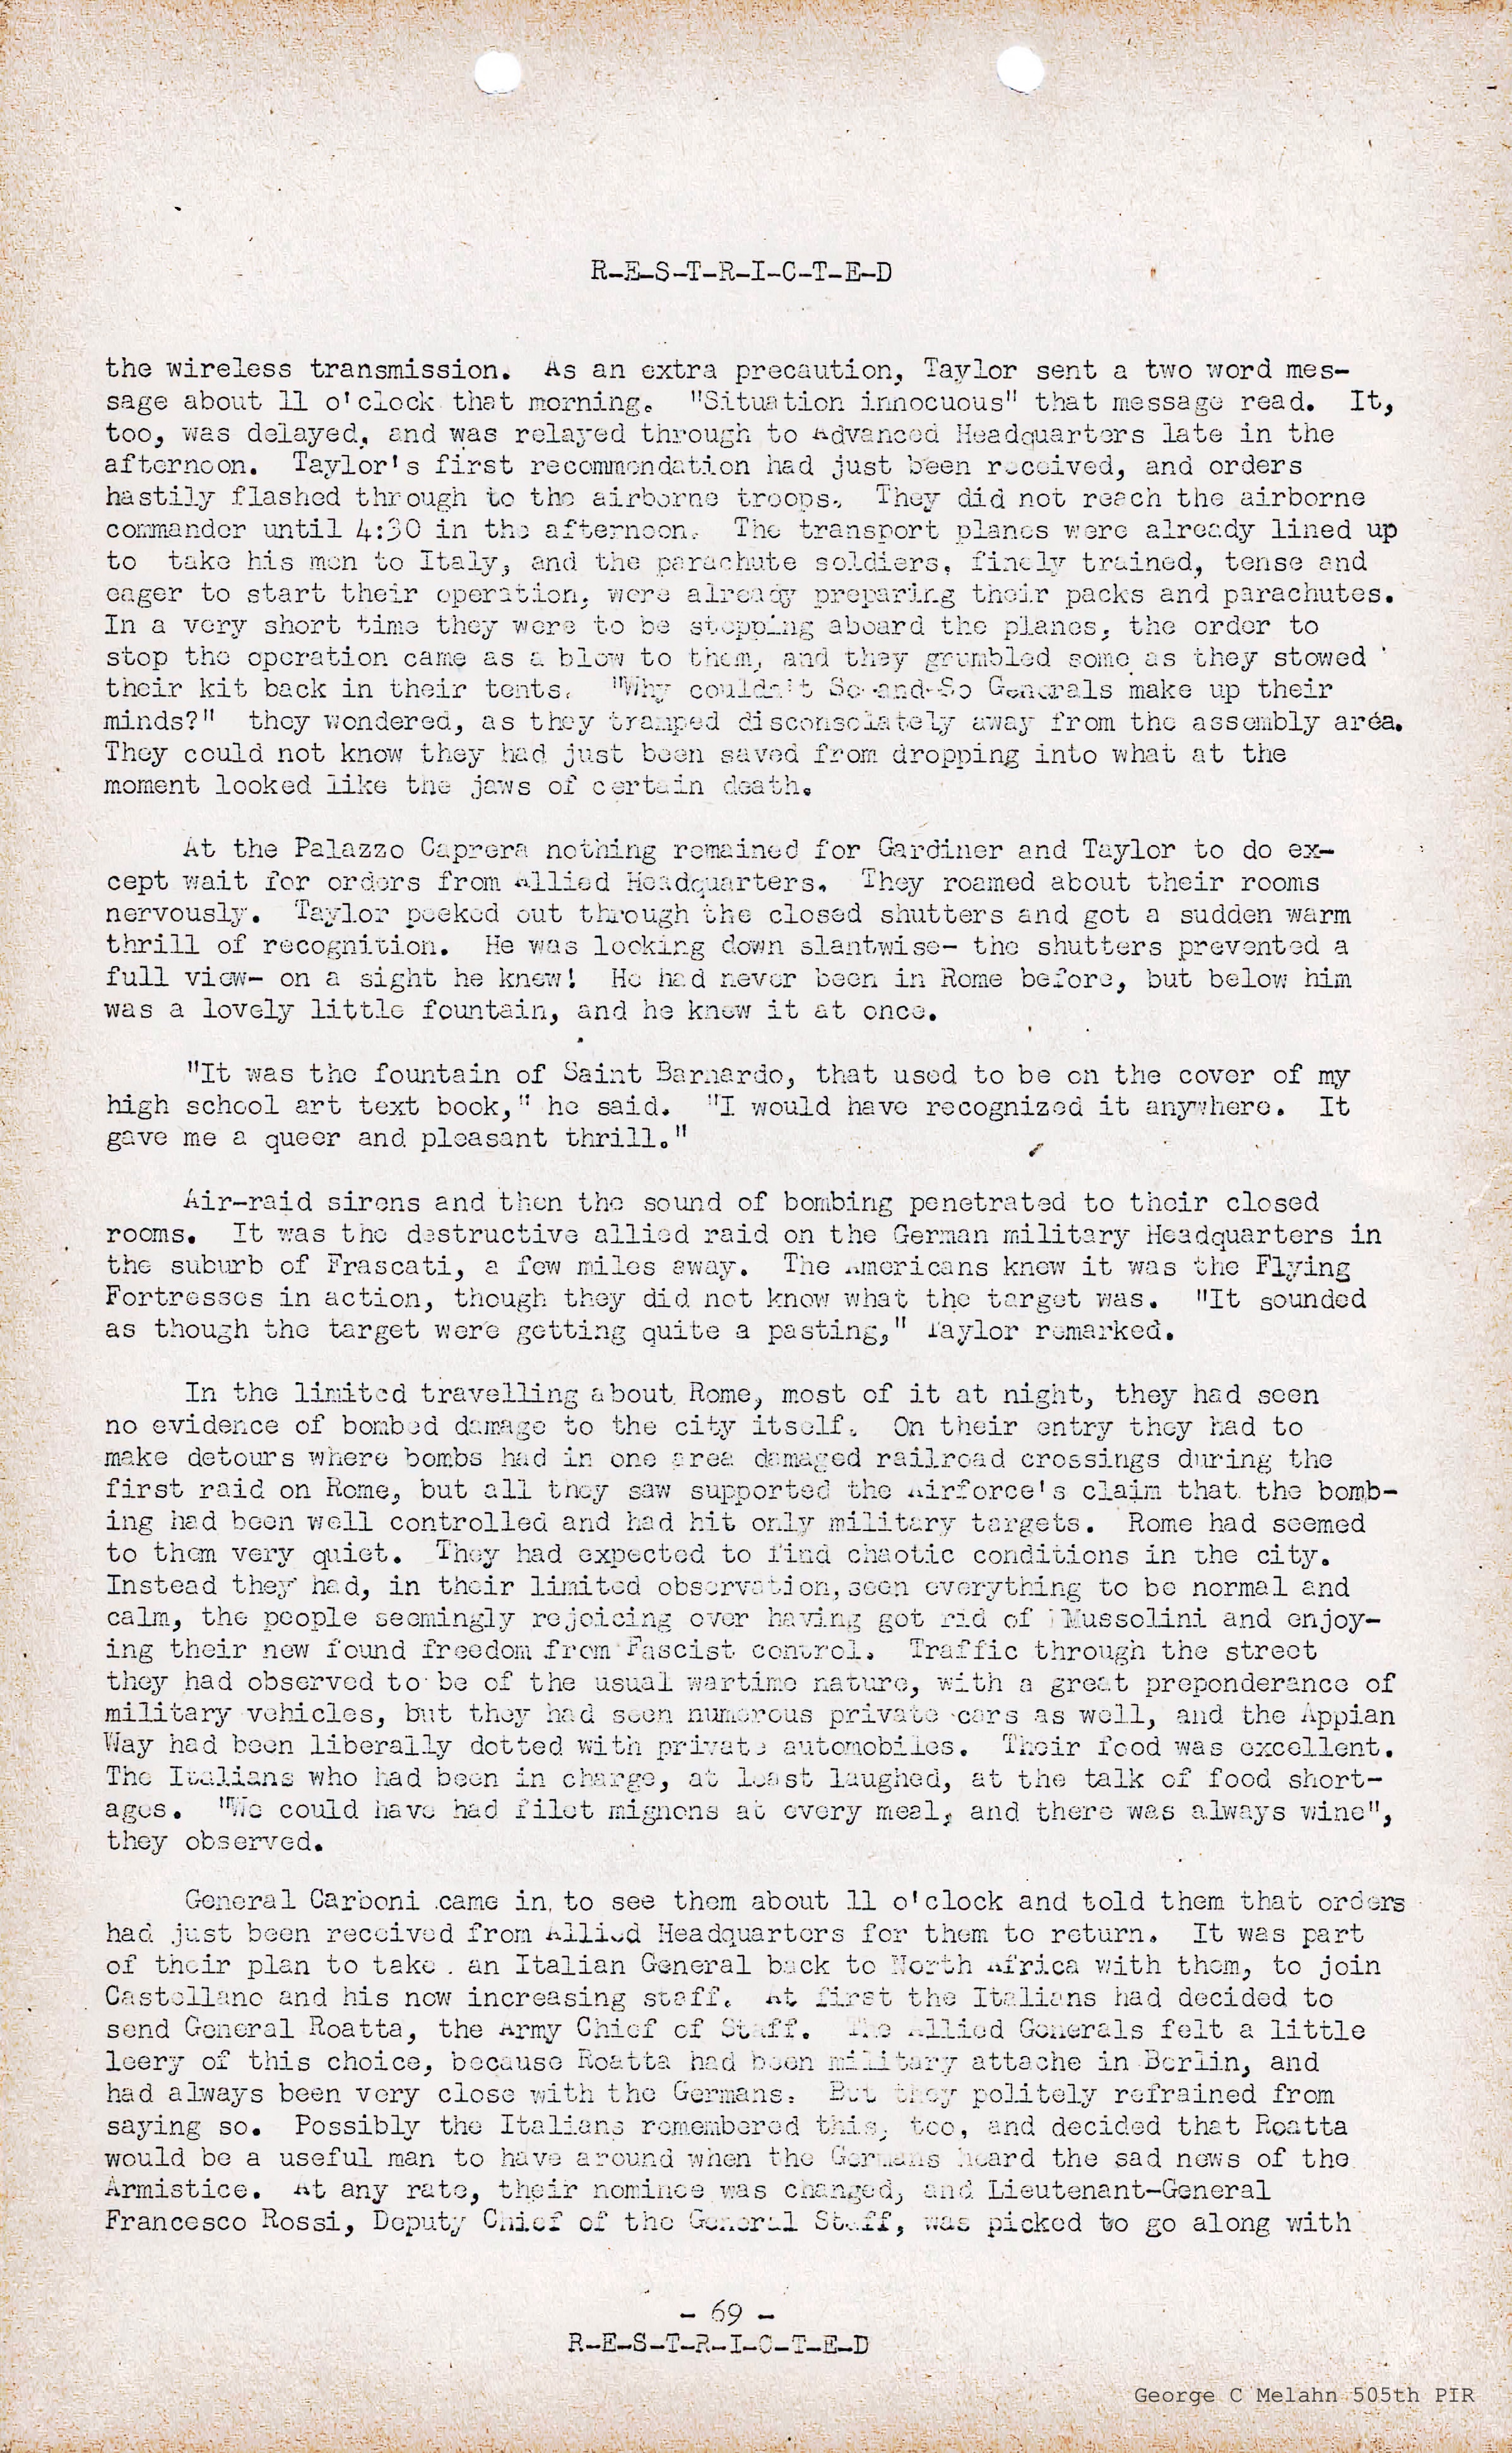 R-E-S-T-R-I-C-T-E-D
the wireless transmission. As an extra precaution, Taylor sent a two word mes-
sage about 11 o'clock that morning. "Situation innocuous" that message read. It,
too, was delayed, and was relayed through to Advanced Headquarters late in the
afternoon. Taylor's first recommendation had just been received, and orders
hastily flashed through to the airborne troops. They did not reach the airborne
commander until 4:30 in the afternoon. The transport planes were already lined up
to take his men to Italy, and the parachute soldiers, finely trained, tense and
eager to start their operation, were already preparing their packs and parachutes.
In a very short time they were to be stepping aboard the planes, the order to
stop the operation came as a blow to them, and they grumbled some as they stowed
their kit back in their tents. "Why couldn't So-and-So Generals make up their
minds?" they wondered, as they tramped disconsolately away from the assembly area.
They could not know they had just been saved from dropping into what at the
moment looked like the jaws of certain death.
At the Palazzo Caprera nothing remained for Gardiner and Taylor to do ex-
cept wait for orders from Allied Headquarters. They roamed about their rooms
nervously. Taylor peeked out through the closed shutters and got a sudden warm
thrill of recognition. He was looking down slantwise- the shutters prevented a
full view- on a sight he knew! He had never been in Rome before, but below him
was a lovely little fountain, and he knew it at once.
"It was the fountain of Saint Barnardo, that used to be on the cover of my
high school art text book," he said. "I would have recognized it anywhere. It
gave me a queer and pleasant thrill."
Air-raid sirens and then the sound of bombing penetrated to their closed
rooms. It was the destructive allied raid on the German military Headquarters in
the suburb of Frascati, a few miles away. The Americans knew it was the Flying
Fortresses in action, though they did not know what the target was. "It sounded
as though the target were getting quite a pasting," Taylor remarked.
In the limited travelling about Rome, most of it at night, they had seen
no evidence of bombed damage to the city itself. On their entry they had to
make detours where bombs had in one area damaged railroad crossings during the
first raid on Rome, but all they saw supported the Airforce's claim that the bomb-
ing had been well controlled and had hit only military targets. Rome had seemed
to them very quiet. They had expected to find chaotic conditions in the city.
Instead they had, in their limited observation, seen everything to be normal and
calm, the people seemingly rejoicing over having got rid of Mussolini and enjoy-
ing their new found freedom from Fascist control. Traffic through the street
they had observed to be of the usual wartime nature, with a great preponderance of
military vehicles, but they had seen numerous private cars as well, and the Appian
Way had been liberally dotted with private automobiles. Their food was excellent.
The Italians who had been in charge, at least laughed, at the talk of food short-
ages. "We could have had filet mignons at every meal, and there was always wine",
they observed.
General Carboni came in to see them about 11 o'clock and told them that orders
had just been received from Allied Headquarters for them to return. It was part
of their plan to take . an Italian General back to North Africa with them, to join
Castellano and his now increasing staff. At first the Italians had decided to
send General Roatta, the Army Chief of Staff. The Allied Generals felt a little
leery of this choice, because Roatta had been military attache in Berlin, and
had always been very close with the Germans. But they politely refrained from
saying so. Possibly the Italians remembered this, too, and decided that Roatta
would be a useful man to have around when the Germans heard the sad news of the
Armistice. At any rate, their nominee was changed, and Lieutenant-General
Francesco Rossi, Deputy Chief of the General Staff, was picked to go along with
- 69 -
R-E-S-T-R-I-C-T-E-D
George C Melahn 505th PIR